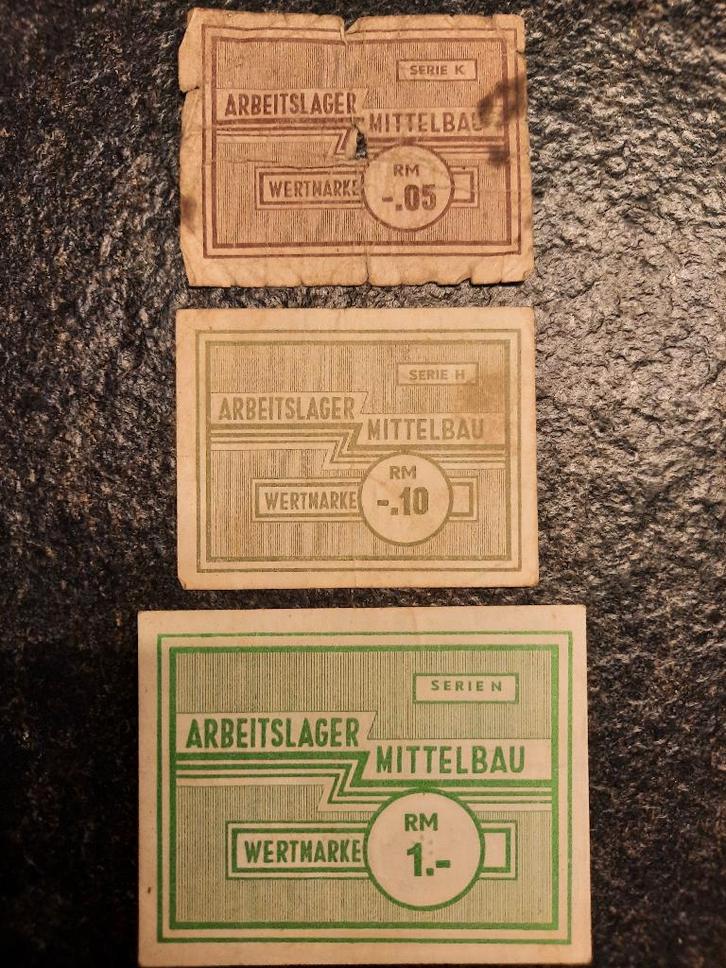 SERIE K
ARBEITSLAGER
MITTELBAU
RM
WERTMARKE
-.05
SERIE H
ARBEITSLAGER
MITTELBAU
RM
WERTMARKE
-.10
SERIE N
ARBEITSLAGER
MITTELBAU
RM
WERTMARKE
1.-